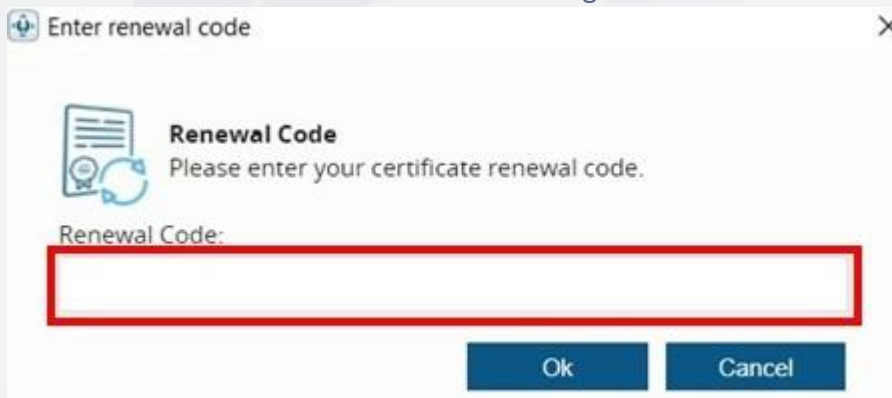 Enter renewal code
Renewal Code
Please enter your certificate renewal code.
Renewal Code:
Ok
Cancel